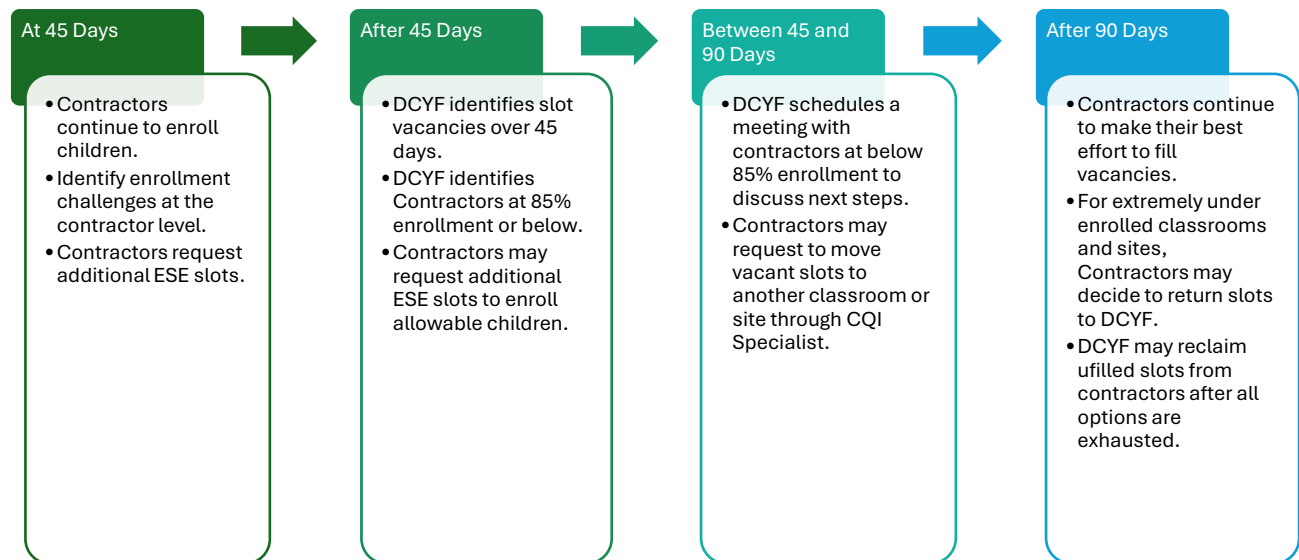 At 45 Days
• Contractors
continue to enroll
children.
• Identify enrollment
challenges at the
contractor level.
• Contractors request
additional ESE slots.
After 45 Days
• DCYF identifies slot
vacancies over 45
days.
• DCYF identifies
Contractors at 85%
enrollment or below.
• Contractors may
request additional
ESE slots to enroll
allowable children.
Between 45 and
90 Days
• DCYF schedules a
meeting with
contractors at below
85% enrollment to
discuss next steps.
• Contractors may
request to move
vacant slots to
another classroom or
site through CQI
Specialist.
After 90 Days
• Contractors continue
to make their best
effort to fill
vacancies.
• For extremely under
enrolled classrooms
and sites,
Contractors may
decide to return slots
to DCYF.
• DCYF may reclaim
ufilled slots from
contractors after all
options are
exhausted.